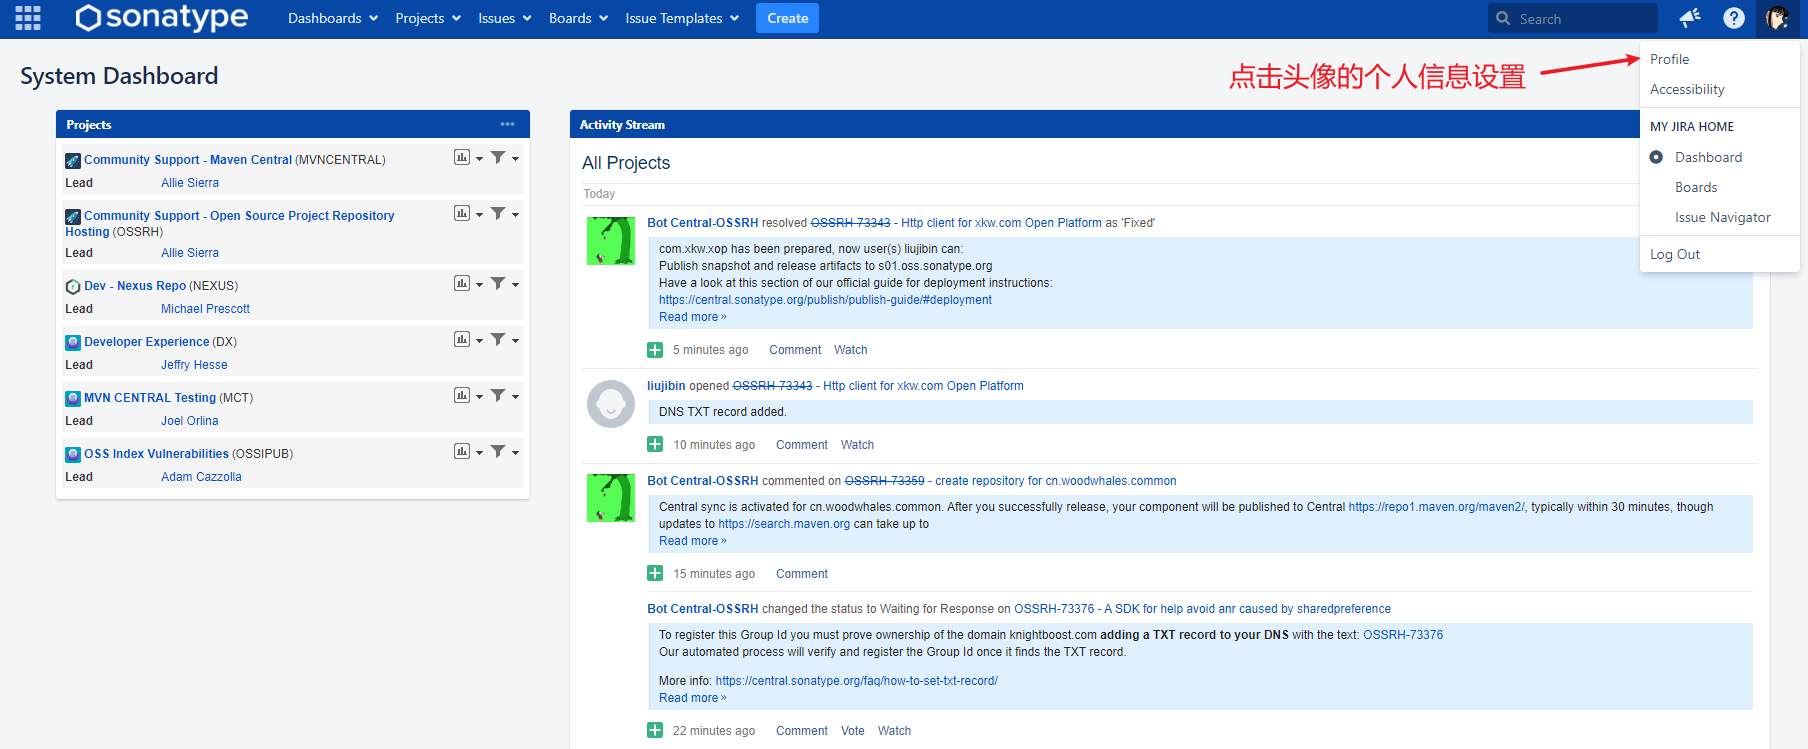 sonatype Dashboards Projects Issues Boards Issue Templates Create Search
System Dashboard
点击头像的个人信息设置
Profile
Accessibility
MY JIRA HOME
Dashboard
Boards
Issue Navigator
Log Out
Projects
Community Support - Maven Central (MVNCENTRAL)
Lead Allie Sierra
Community Support - Open Source Project Repository
Hosting (OSSRH)
Lead Allie Sierra
Dev - Nexus Repo (NEXUS)
Lead Michael Prescott
Developer Experience (DX)
Lead Jeffry Hesse
MVN CENTRAL Testing (MCT)
Lead Joel Orlina
OSS Index Vulnerabilities (OSSIPUB)
Lead Adam Cazzolla
Activity Stream
All Projects
Today
Bot Central-OSSRH resolved OSSRH-73343 - Http client for xkw.com Open Platform as 'Fixed'
com.xkw.xop has been prepared, now user(s) liujibin can:
Publish snapshot and release artifacts to s01.oss.sonatype.org
Have a look at this section of our official guide for deployment instructions:
https://central.sonatype.org/publish/publish-guide/#deployment
Read more »
5 minutes ago Comment Watch
liujibin opened OSSRH-73343 - Http client for xkw.com Open Platform
DNS TXT record added.
10 minutes ago Comment Watch
Bot Central-OSSRH commented on OSSRH-73359 - create repository for cn.woodwhales.common
Central sync is activated for cn.woodwhales.common. After you successfully release, your component will be published to Central https://repo1.maven.org/maven2/, typically within 30 minutes, though
updates to https://search.maven.org can take up to
Read more »
15 minutes ago Comment
Bot Central-OSSRH changed the status to Waiting for Response on OSSRH-73376 - A SDK for help avoid anr caused by sharedpreference
To register this Group Id you must prove ownership of the domain knightboost.com adding a TXT record to your DNS with the text: OSSRH-73376
Our automated process will verify and register the Group Id once it finds the TXT record.
More info: https://central.sonatype.org/faq/how-to-set-txt-record/
Read more »
22 minutes ago Comment Vote Watch